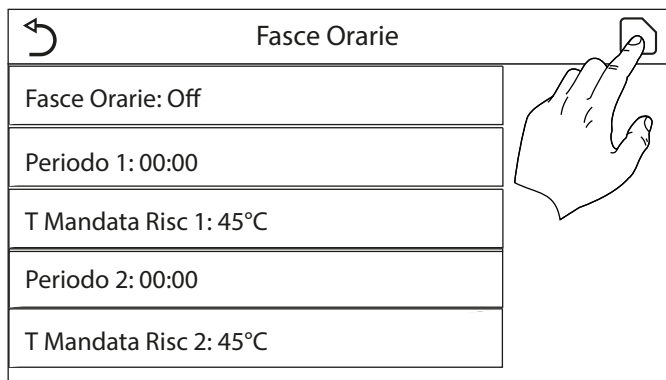 Fasce Orarie
Fasce Orarie: Off
Periodo 1: 00:00
T Mandata Risc 1: 45°C
Periodo 2: 00:00
T Mandata Risc 2: 45°C